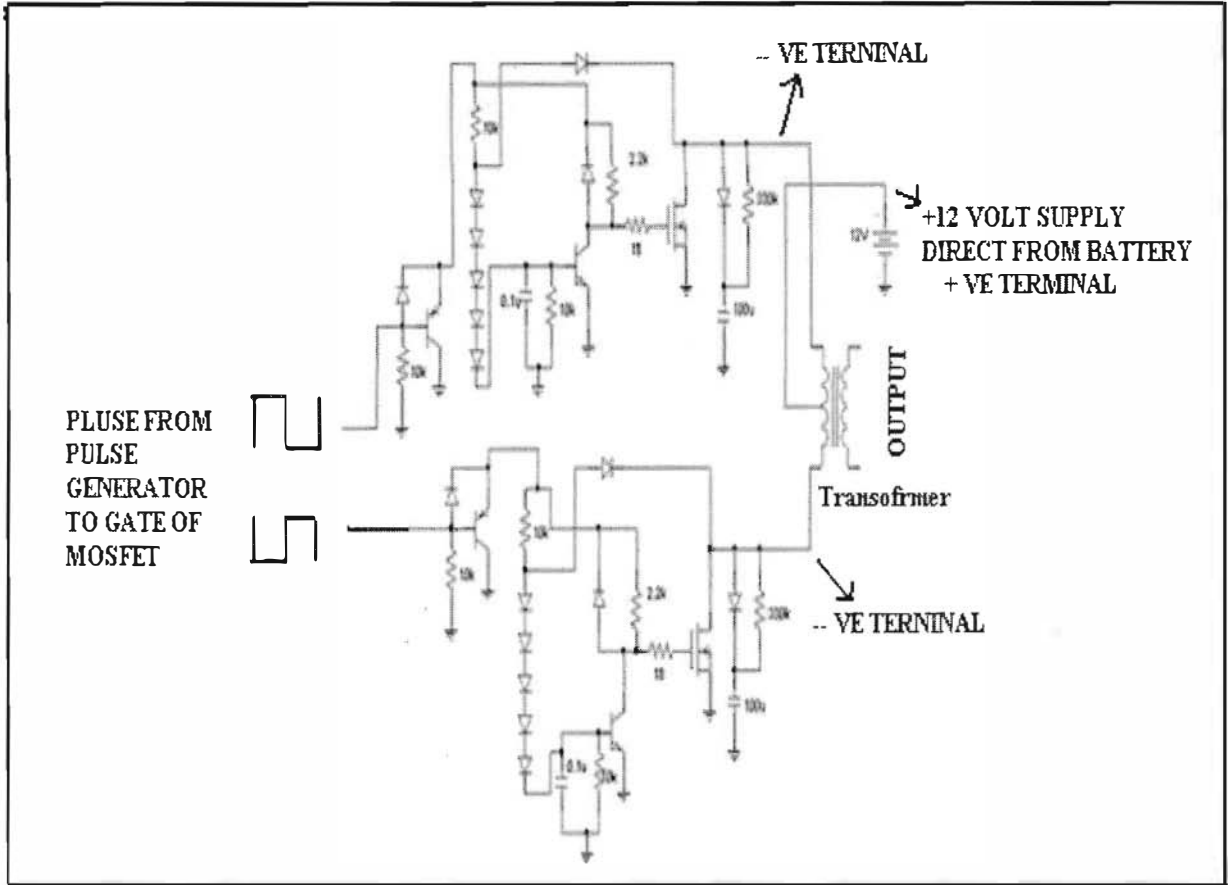 -- VE TERNINAL
10k
2.2k
18
330k
12V
+12 VOLT SUPPLY
DIRECT FROM BATTERY
+ VE TERMINAL
0.1u
10k
100u
10k
OUTPUT
PLUSE FROM
PULSE
GENERATOR
TO GATE OF
MOSFET
Transofrmer
10k
10k
2.2k
18
330k
-- VE TERNINAL
100u
0.1u
10k